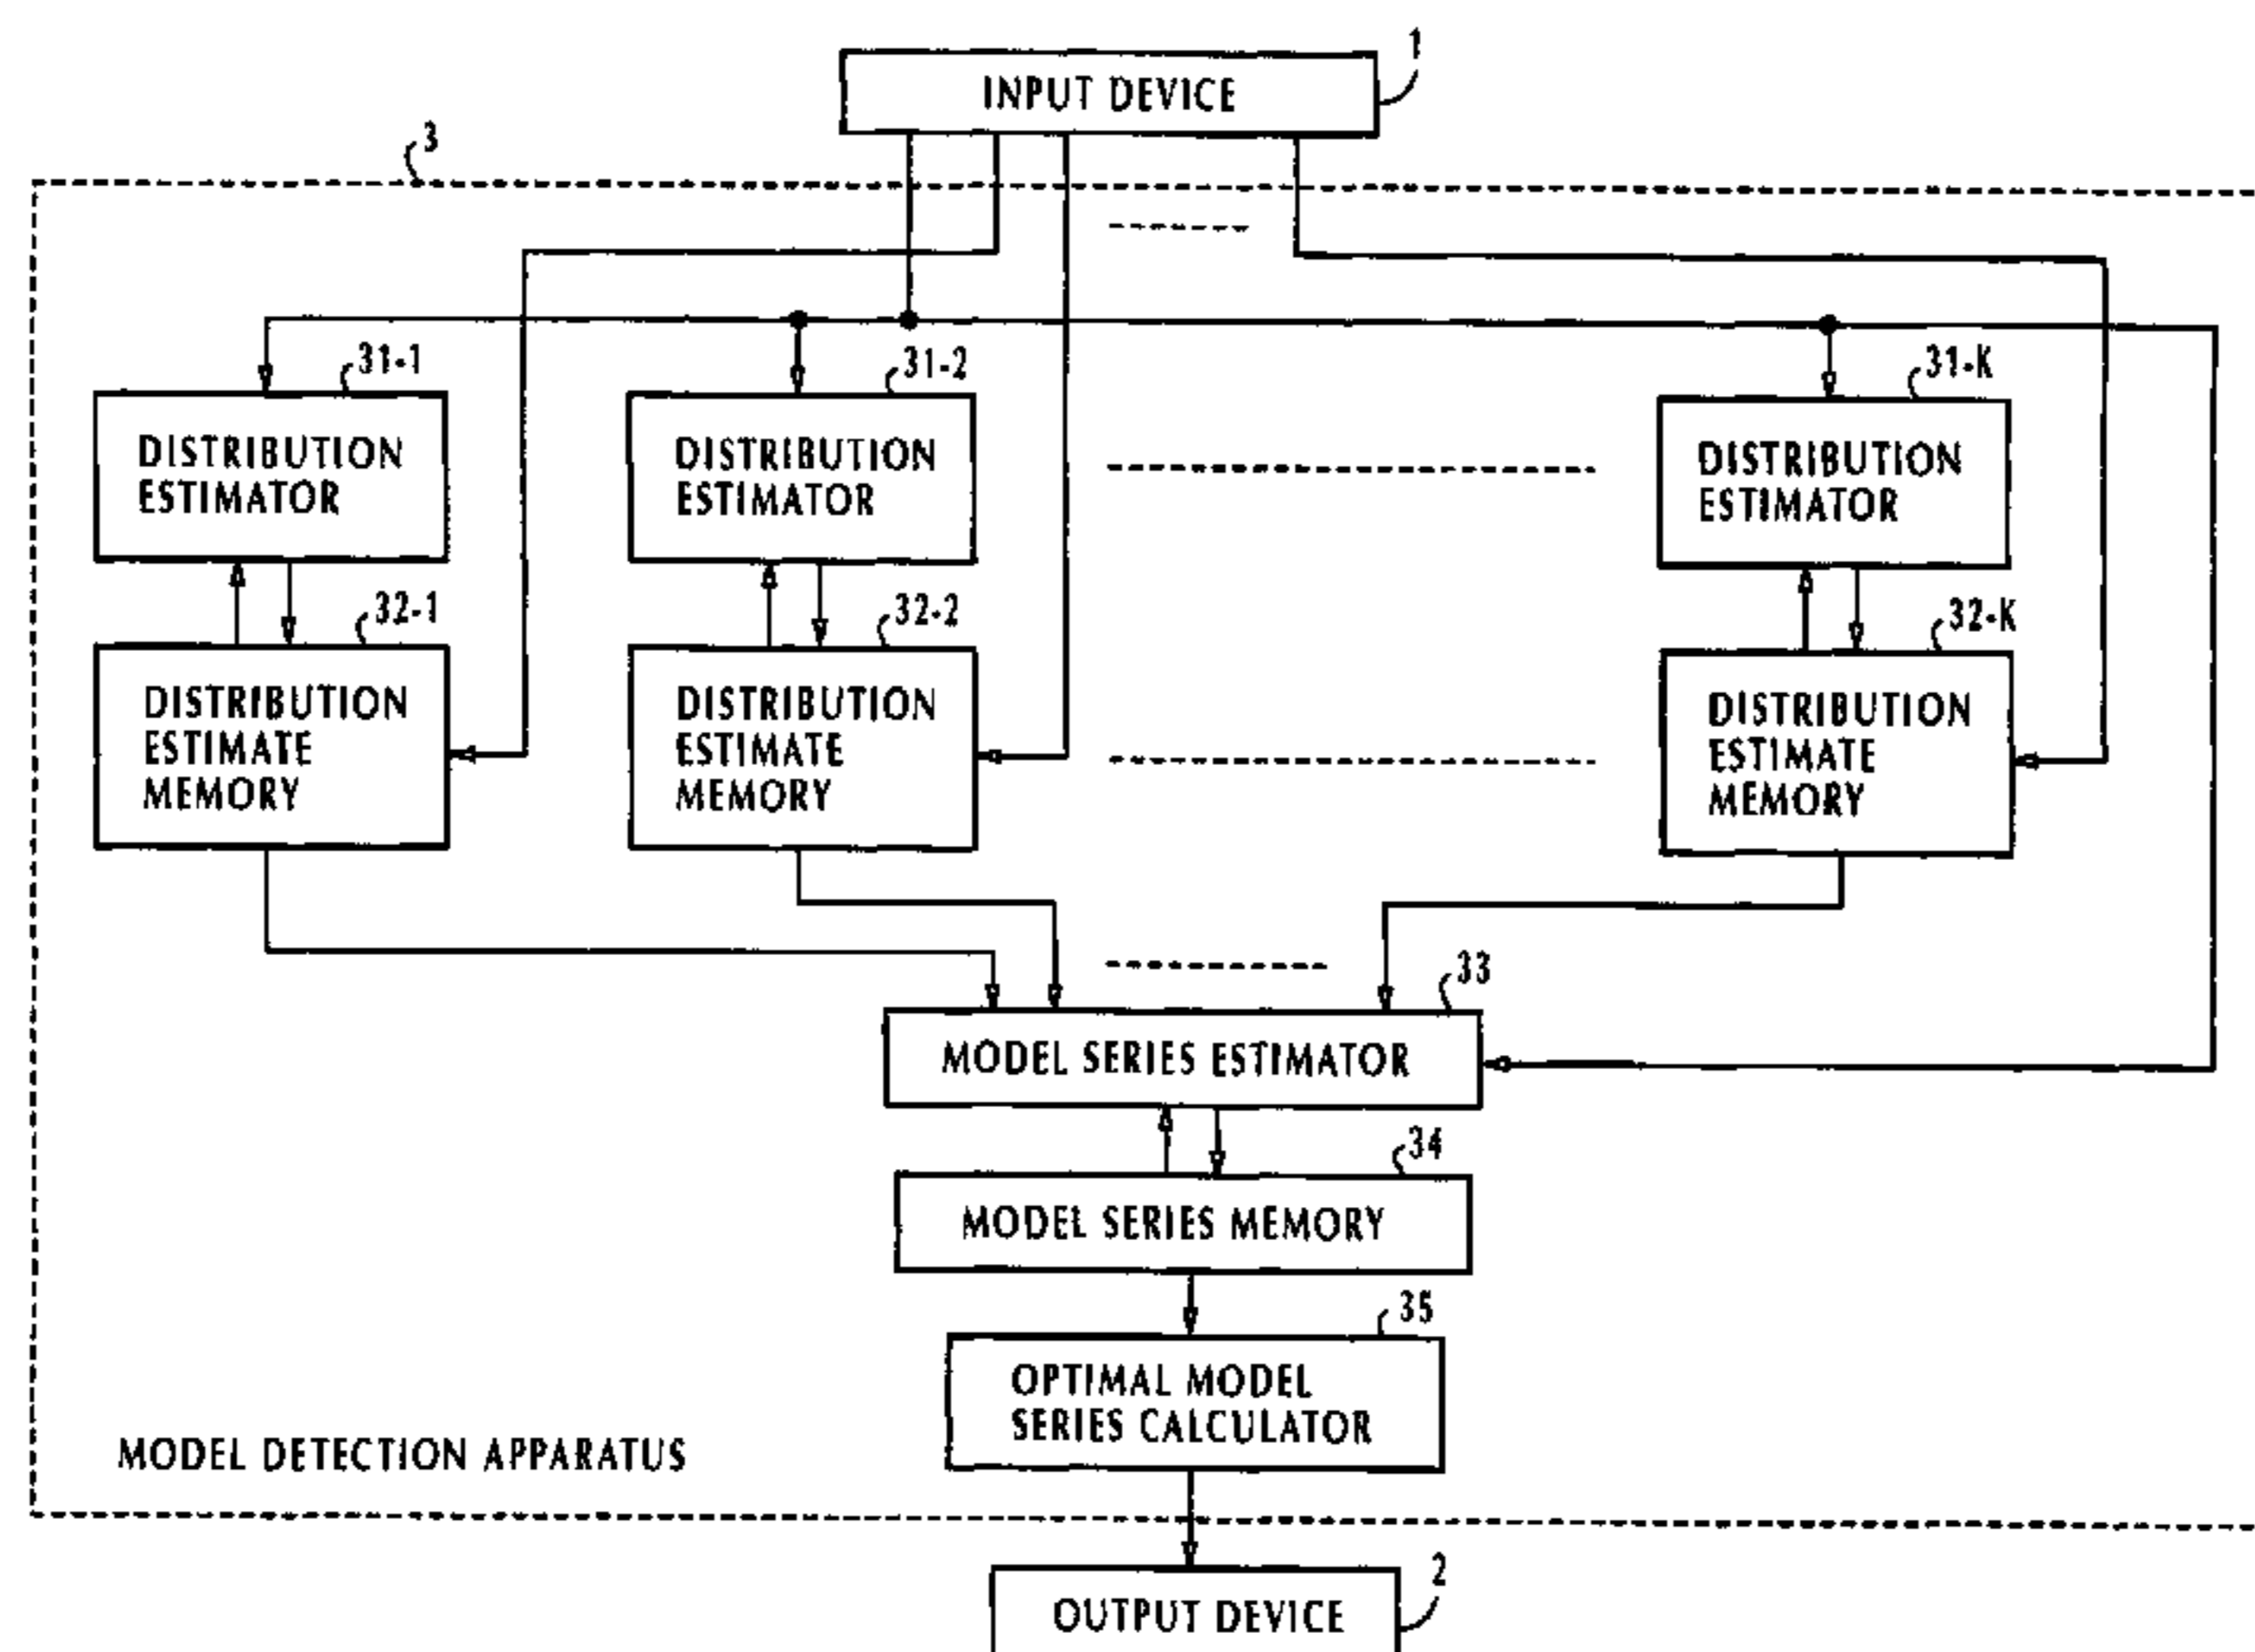 1
INPUT DEVICE
3
31-1
31-2
31-K
DISTRIBUTION
ESTIMATOR
DISTRIBUTION
ESTIMATOR
DISTRIBUTION
ESTIMATOR
32-1
32-2
32-K
DISTRIBUTION
ESTIMATE
MEMORY
DISTRIBUTION
ESTIMATE
MEMORY
DISTRIBUTION
ESTIMATE
MEMORY
33
MODEL SERIES ESTIMATOR
34
MODEL SERIES MEMORY
35
OPTIMAL MODEL
SERIES CALCULATOR
MODEL DETECTION APPARATUS
2
OUTPUT DEVICE